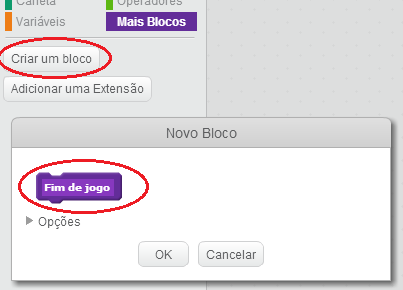 Caneta Operadores
Variáveis Mais Blocos
Criar um bloco
Adicionar uma Extensão
Novo Bloco
Fim de jogo
Opções
OK Cancelar